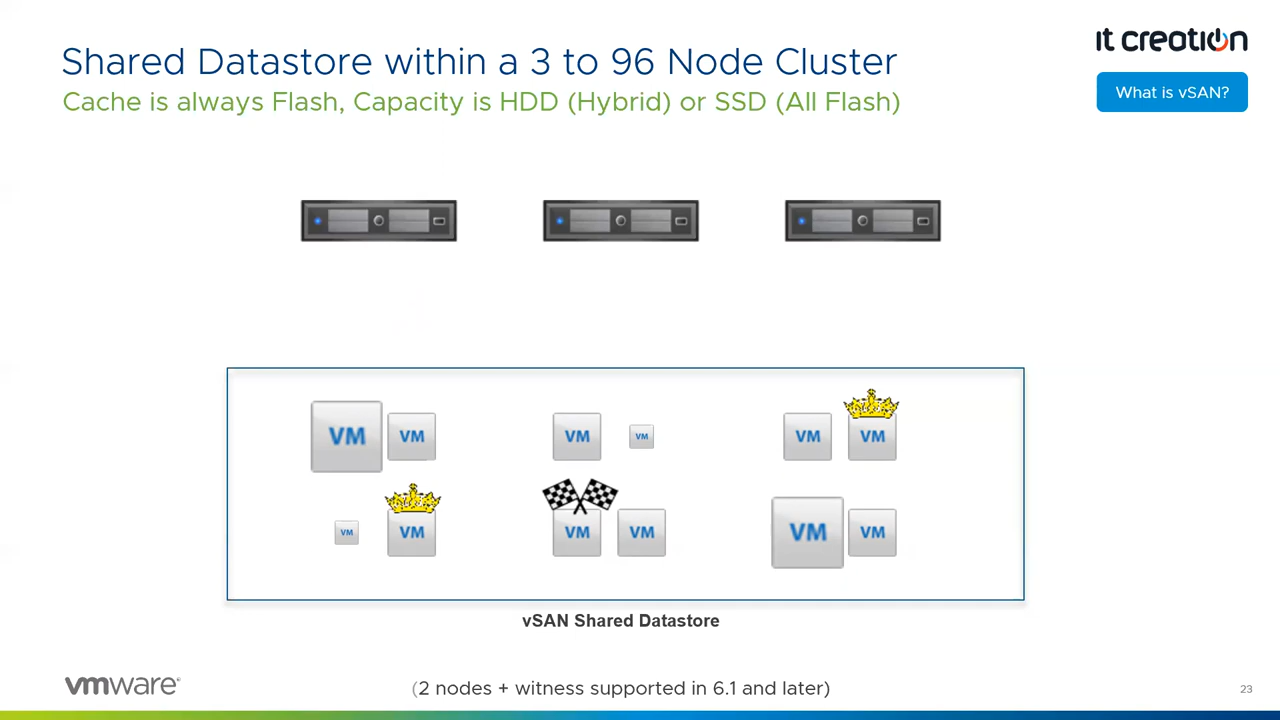 Shared Datastore within a 3 to 96 Node Cluster
Cache is always Flash, Capacity is HDD (Hybrid) or SSD (All Flash)
it creation
What is vSAN?
VM VM VM VM VM VM
VM VM VM VM VM VM
vSAN Shared Datastore
vmware®
(2 nodes + witness supported in 6.1 and later)
23